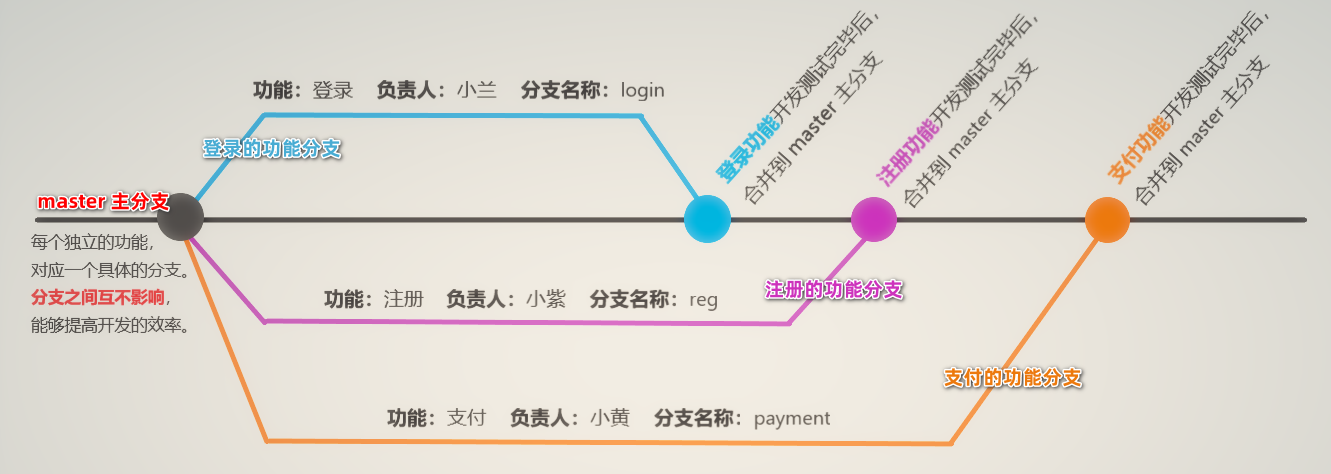 登录功能开发测试完毕后，
合并到 master 主分支
注册功能开发测试完毕后，
合并到 master 主分支
支付功能开发测试完毕后，
合并到 master 主分支
功能：登录 负责人：小兰 分支名称：login
登录的功能分支
master 主分支
每个独立的功能，
对应一个具体的分支。
分支之间互不影响，
能够提高开发的效率。
功能：注册 负责人：小紫 分支名称：reg
注册的功能分支
支付的功能分支
功能：支付 负责人：小黄 分支名称：payment